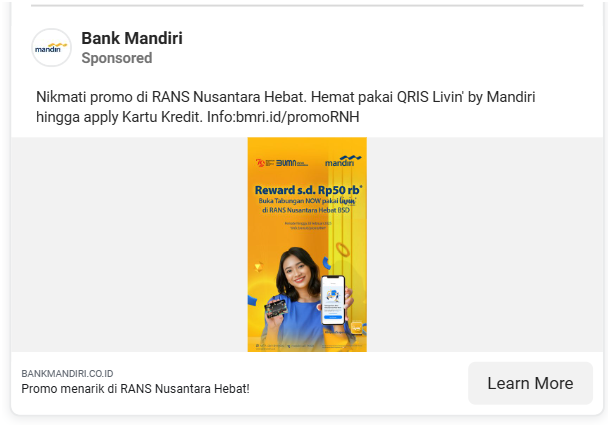 mandiri
Bank Mandiri
Sponsored
Nikmati promo di RANS Nusantara Hebat. Hemat pakai QRIS Livin' by Mandiri
hingga apply Kartu Kredit. Info:bmri.id/promoRNH
BUMN
mandiri
Reward s.d. Rp50 rb*
Buka Tabungan NOW pakai livin'
di RANS Nusantara Hebat BSD
BANKMANDIRI.CO.ID
Promo menarik di RANS Nusantara Hebat!
Learn More